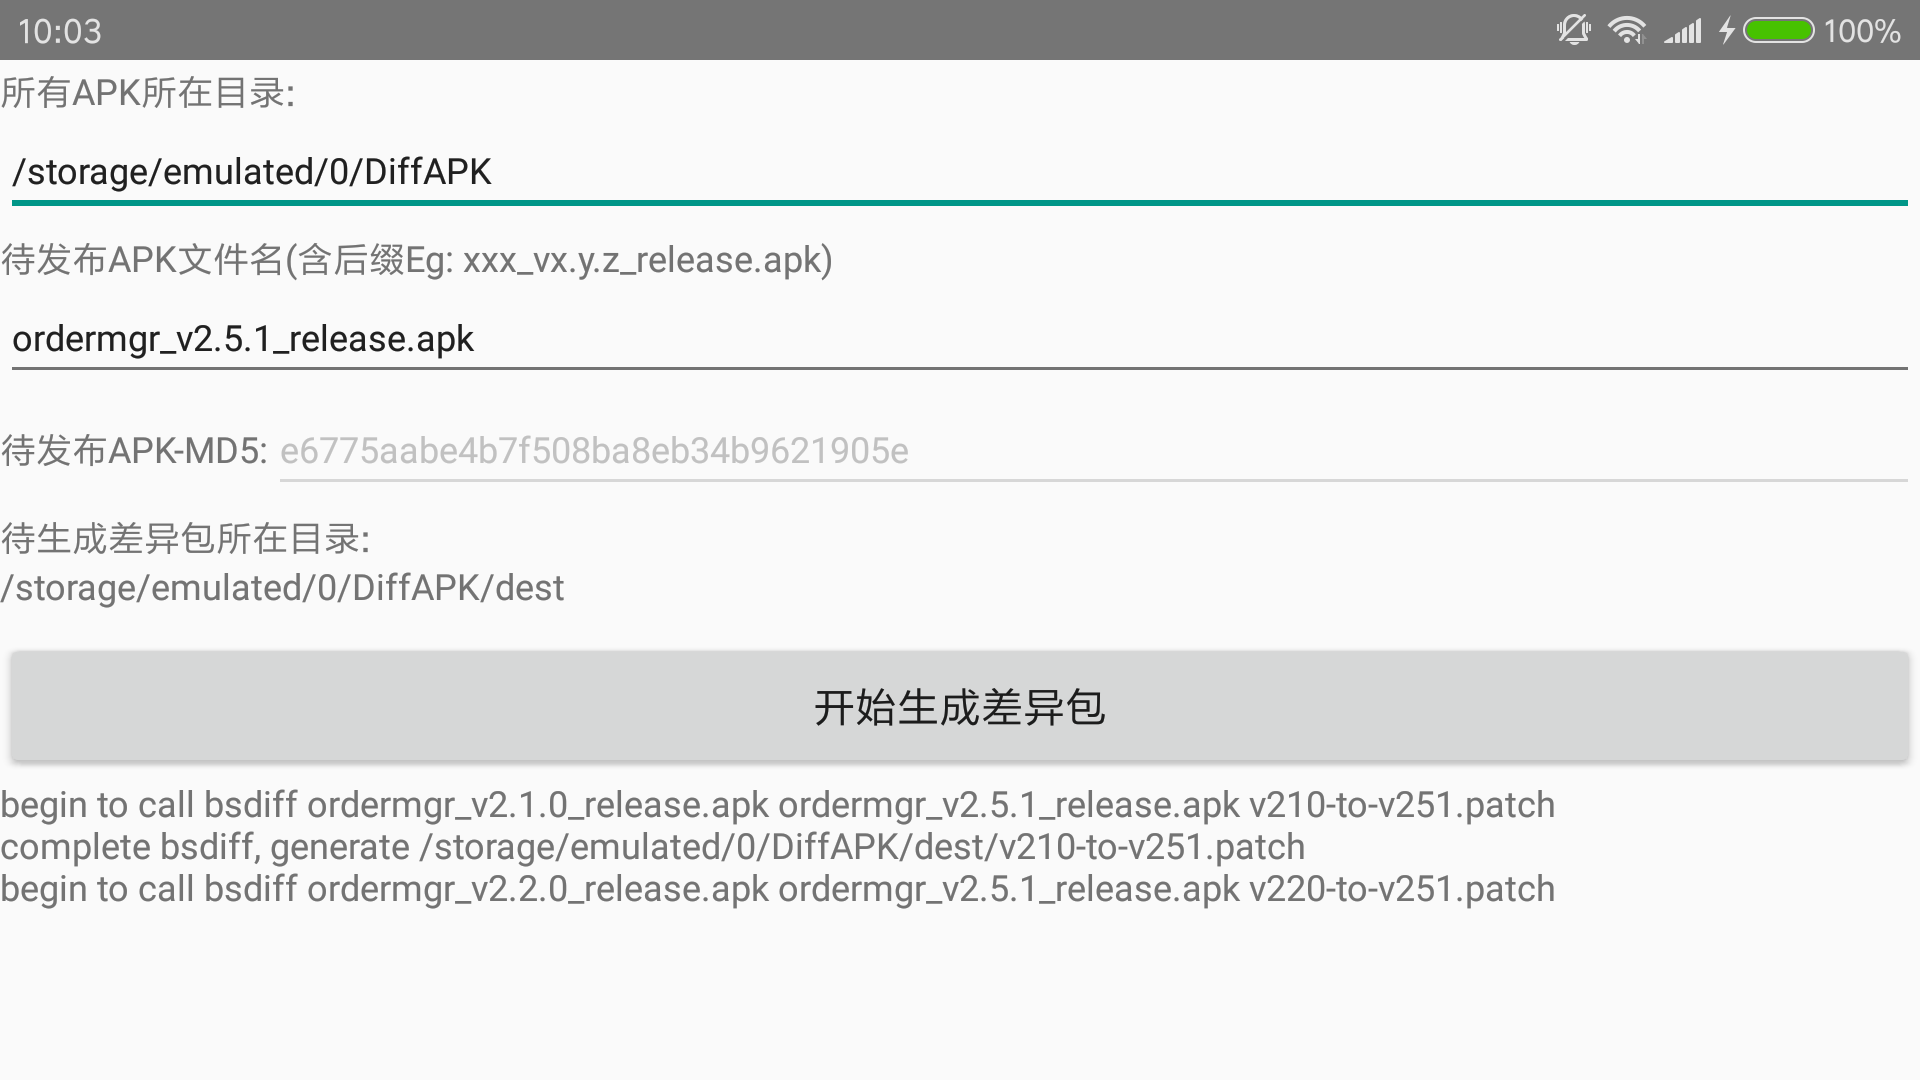 10:03 100%
所有APK所在目录:
/storage/emulated/0/DiffAPK
待发布APK文件名(含后缀Eg: xxx_vx.y.z_release.apk)
ordermgr_v2.5.1_release.apk
待发布APK-MD5: e6775aabe4b7f508ba8eb34b9621905e
待生成差异包所在目录:
/storage/emulated/0/DiffAPK/dest
开始生成差异包
begin to call bsdiff ordermgr_v2.1.0_release.apk ordermgr_v2.5.1_release.apk v210-to-v251.patch
complete bsdiff, generate /storage/emulated/0/DiffAPK/dest/v210-to-v251.patch
begin to call bsdiff ordermgr_v2.2.0_release.apk ordermgr_v2.5.1_release.apk v220-to-v251.patch